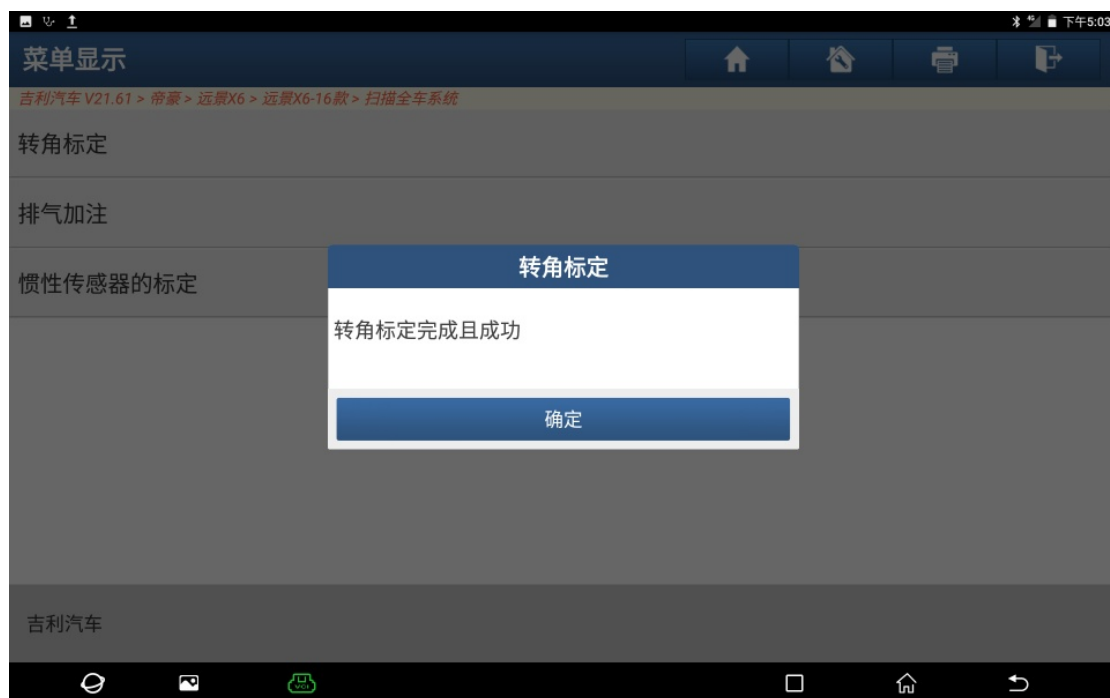 下午5:03
菜单显示
吉利汽车 V21.61 > 帝豪 > 远景X6 > 远景X6-16款 > 扫描全车系统
转角标定
排气加注
惯性传感器的标定
转角标定
转角标定完成且成功
确定
吉利汽车